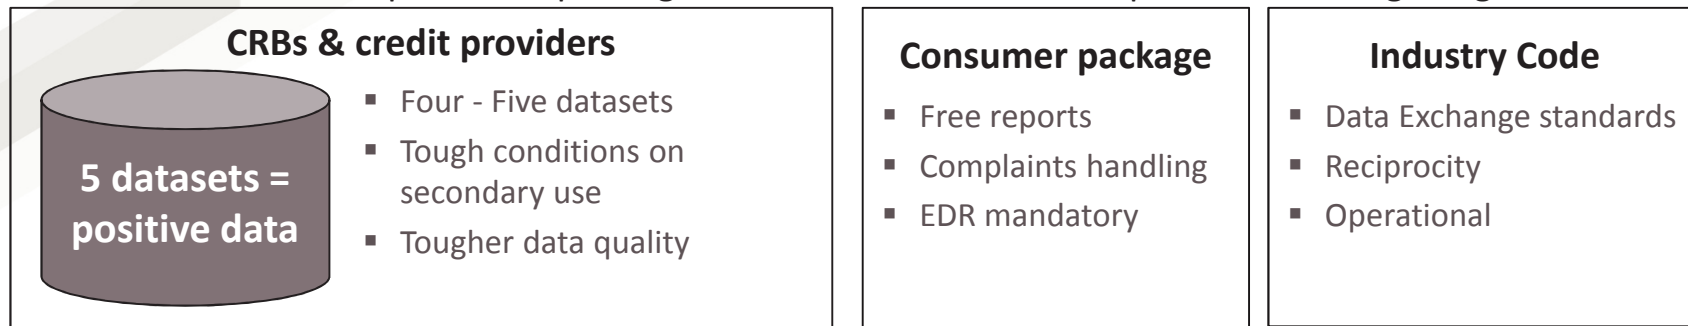 CRBs & credit providers
5 datasets =
positive data
▪ Four - Five datasets
▪ Tough conditions on
secondary use
▪ Tougher data quality
Consumer package
▪ Free reports
▪ Complaints handling
▪ EDR mandatory
Industry Code
▪ Data Exchange standards
▪ Reciprocity
▪ Operational